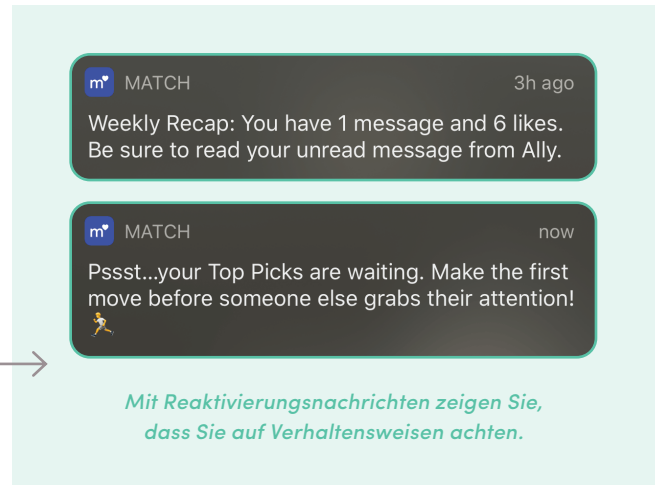 m MATCH 3h ago
Weekly Recap: You have 1 message and 6 likes.
Be sure to read your unread message from Ally.
m MATCH now
Pssst...your Top Picks are waiting. Make the first
move before someone else grabs their attention!
🏃
Mit Reaktivierungsnachrichten zeigen Sie,
dass Sie auf Verhaltensweisen achten.